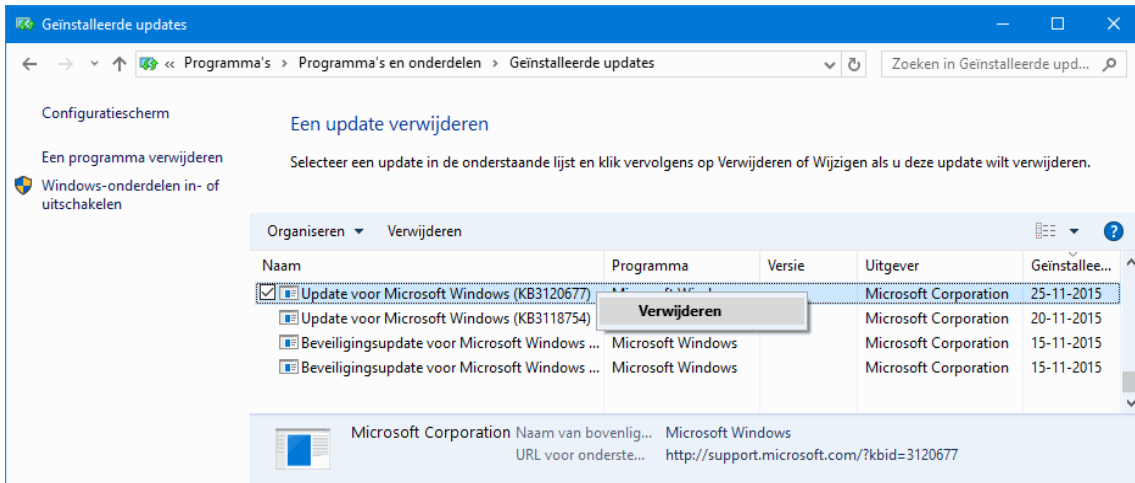 Geïnstalleerde updates
« Programma's > Programma's en onderdelen > Geïnstalleerde updates
Zoeken in Geïnstalleerde upd...
Configuratiescherm
Een programma verwijderen
Windows-onderdelen in- of
uitschakelen
Een update verwijderen
Selecteer een update in de onderstaande lijst en klik vervolgens op Verwijderen of Wijzigen als u deze update wilt verwijderen.
Organiseren Verwijderen
Naam Programma Versie Uitgever Geïnstallee...
Update voor Microsoft Windows (KB3120677) Microsoft Corporation 25-11-2015
Verwijderen
Update voor Microsoft Windows (KB3118754) Microsoft Corporation 20-11-2015
Beveiligingsupdate voor Microsoft Windows ... Microsoft Windows Microsoft Corporation 15-11-2015
Beveiligingsupdate voor Microsoft Windows ... Microsoft Windows Microsoft Corporation 15-11-2015
Microsoft Corporation Naam van bovenlig... Microsoft Windows
URL voor onderste... http://support.microsoft.com/?kbid=3120677